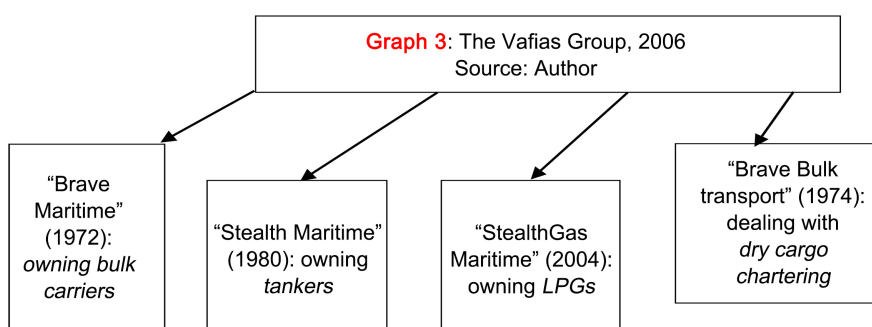 Graph 3: The Vafias Group, 2006
Source: Author
“Brave
Maritime”
(1972):
owning bulk
carriers
“Stealth Maritime”
(1980): owning
tankers
“StealthGas
Maritime” (2004):
owning LPGs
“Brave Bulk
transport” (1974):
dealing with
dry cargo
chartering